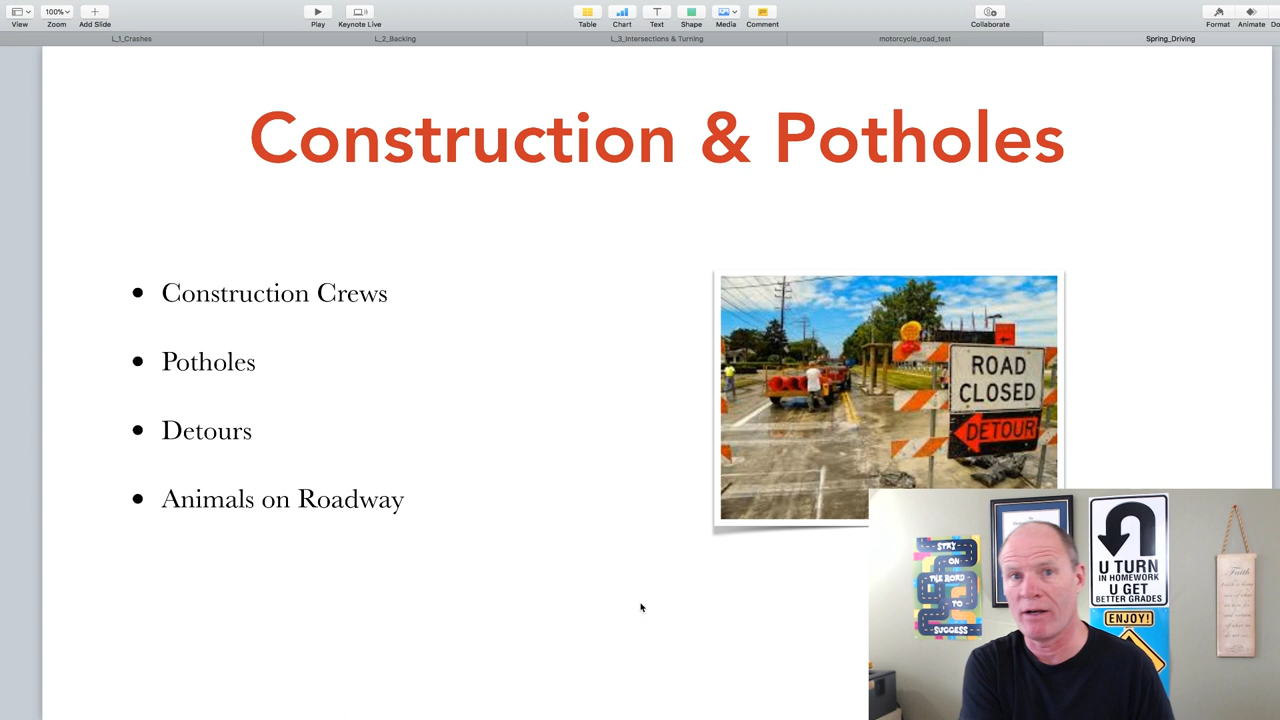 View
Zoom
Add Slide
Play
Keynote Live
Table
Chart
Text
Shape
Media
Comment
Collaborate
Format
Animate
Do
100%
L_1_Crashes
L_2_Backing
L_3_Intersections & Turning
motorcycle_road_test
Spring_Driving
Construction & Potholes
• Construction Crews
• Potholes
• Detours
• Animals on Roadway
ROAD
CLOSED
DETOUR
STAY
ON
THE ROAD
TO
SUCCESS
U TURN
IN HOMEWORK
U GET
BETTER GRADES
ENJOY!
Faith